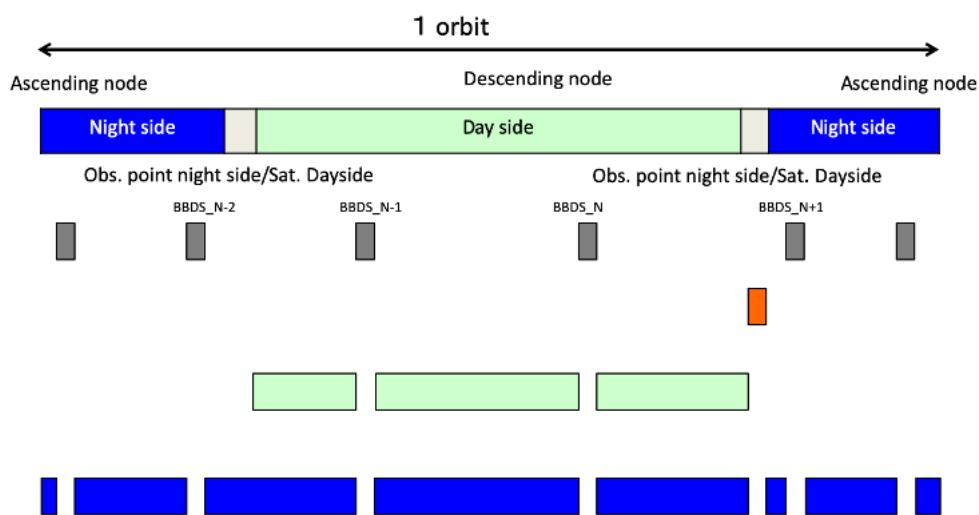 1 orbit
Ascending node
Descending node
Ascending node
Night side
Day side
Night side
Obs. point night side/Sat. Dayside
Obs. point night side/Sat. Dayside
BBDS_N-2
BBDS_N-1
BBDS_N
BBDS_N+1